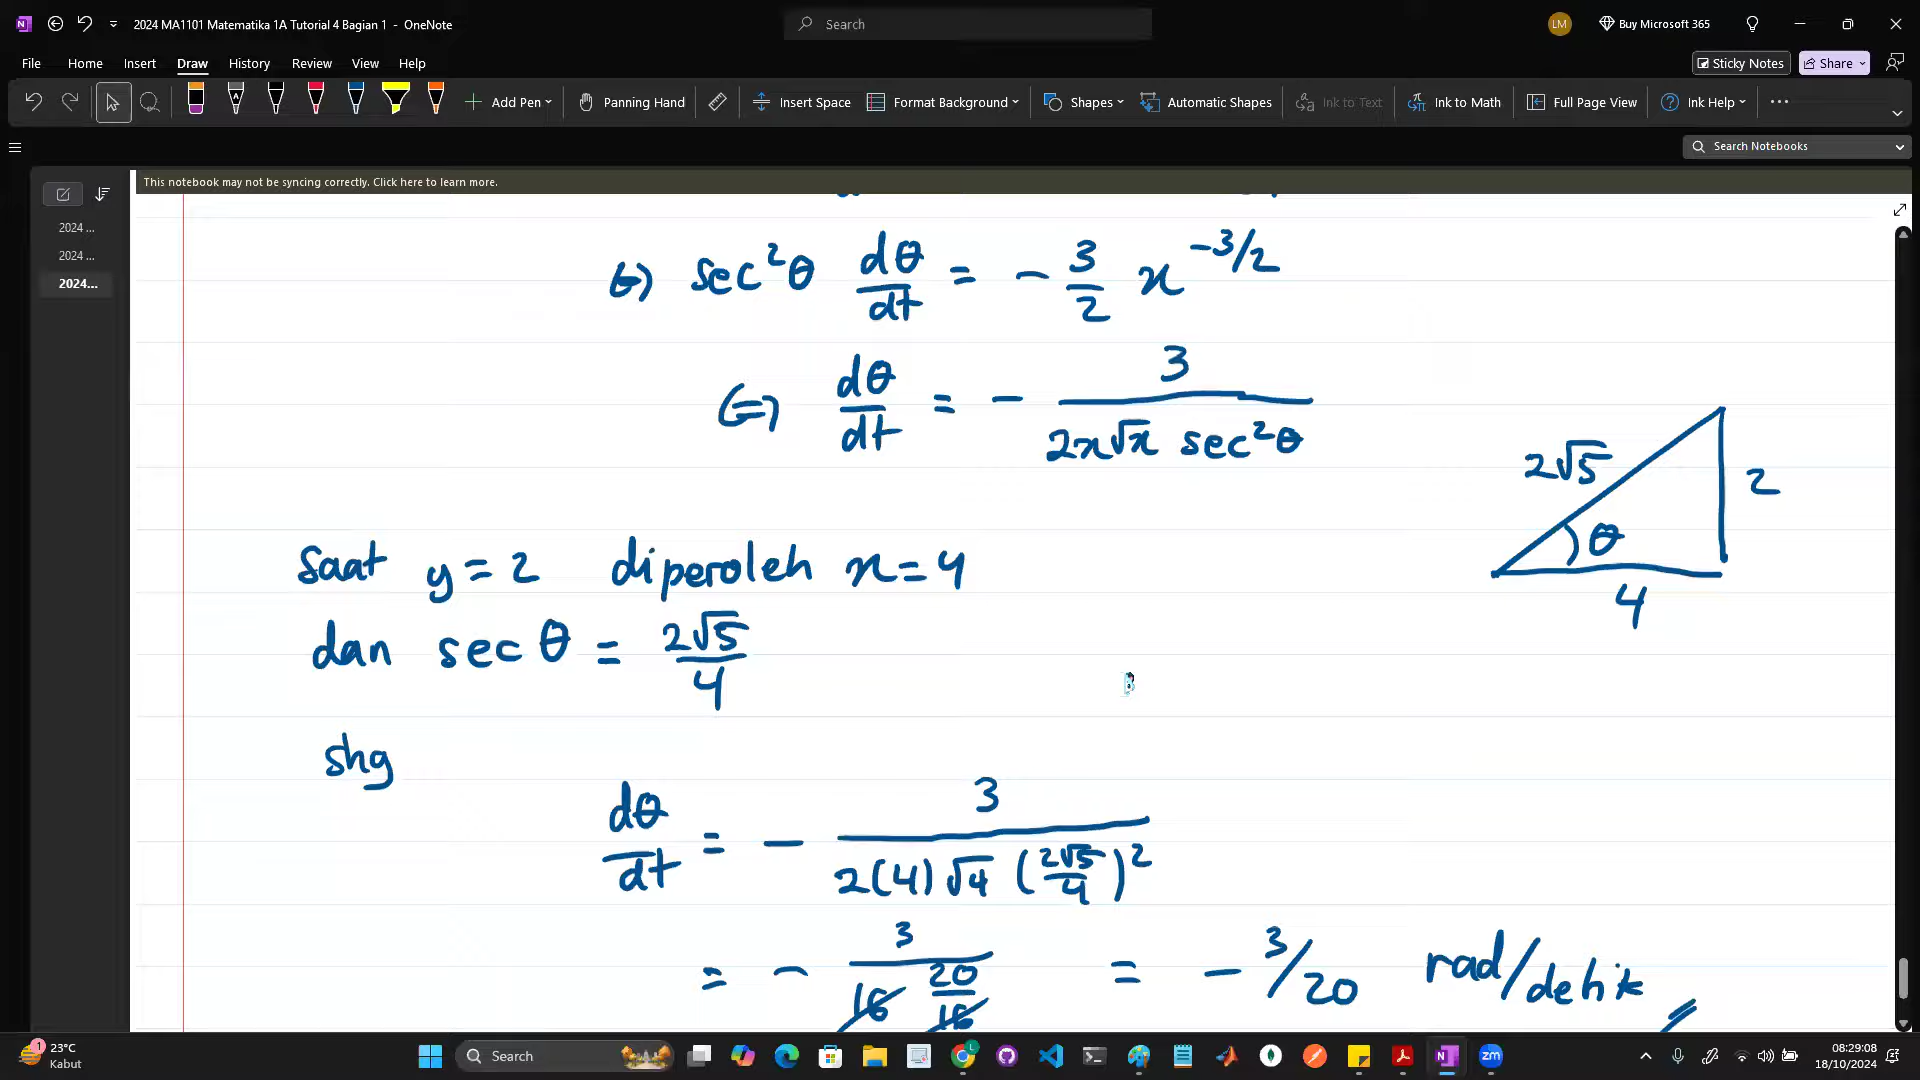 2024 MA1101 Matematika 1A Tutorial 4 Bagian 1 - OneNote
Search
LM
Buy Microsoft 365
File Home Insert Draw History Review View Help
Sticky Notes
Share
Add Pen
Panning Hand
Insert Space
Format Background
Shapes
Automatic Shapes
Ink to Text
Ink to Math
Full Page View
Ink Help
Search Notebooks
This notebook may not be syncing correctly. Click here to learn more.
2024 ...
2024 ...
2024...
⇔ sec²θ dθ/dt = - 3/2 x^(-3/2)
⇔ dθ/dt = - 3/(2x√x sec²θ)
2√5
2
θ
4
Saat y = 2 diperoleh x = 4
dan sec θ = 2√5/4
shg
dθ/dt = - 3/(2(4)√4 (2√5/4)²)
= - 3/(16 20/16) = - 3/20 rad/detik
1
23°C
Kabut
Search
L
zm
08:29:08
18/10/2024